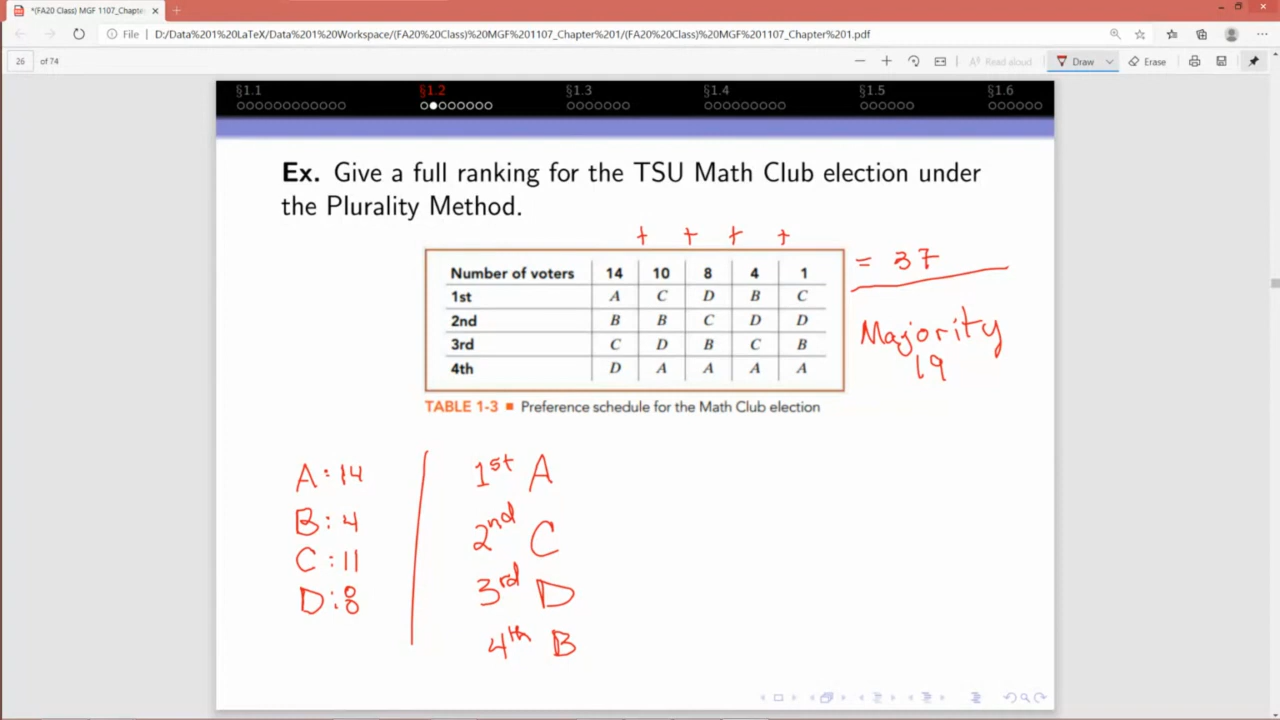 *(FA20 Class) MGF 1107_Chapte
File D:/Data%201%20LaTeX/Data%201%20Workspace/(FA20%20Class)%20MGF%201107_Chapter%201/(FA20%20Class)%20MGF%201107_Chapter%201.pdf
26 of 74 Read aloud Draw Erase
§1.1 §1.2 §1.3 §1.4 §1.5 §1.6
Ex. Give a full ranking for the TSU Math Club election under
the Plurality Method.
+ + + +
Number of voters 14 10 8 4 1 = 37
1st A C D B C
2nd B B C D D
3rd C D B C B
4th D A A A A
Majority
19
TABLE 1-3 ■ Preference schedule for the Math Club election
A: 14
B: 4
C: 11
D: 8
1st A
2nd C
3rd D
4th B